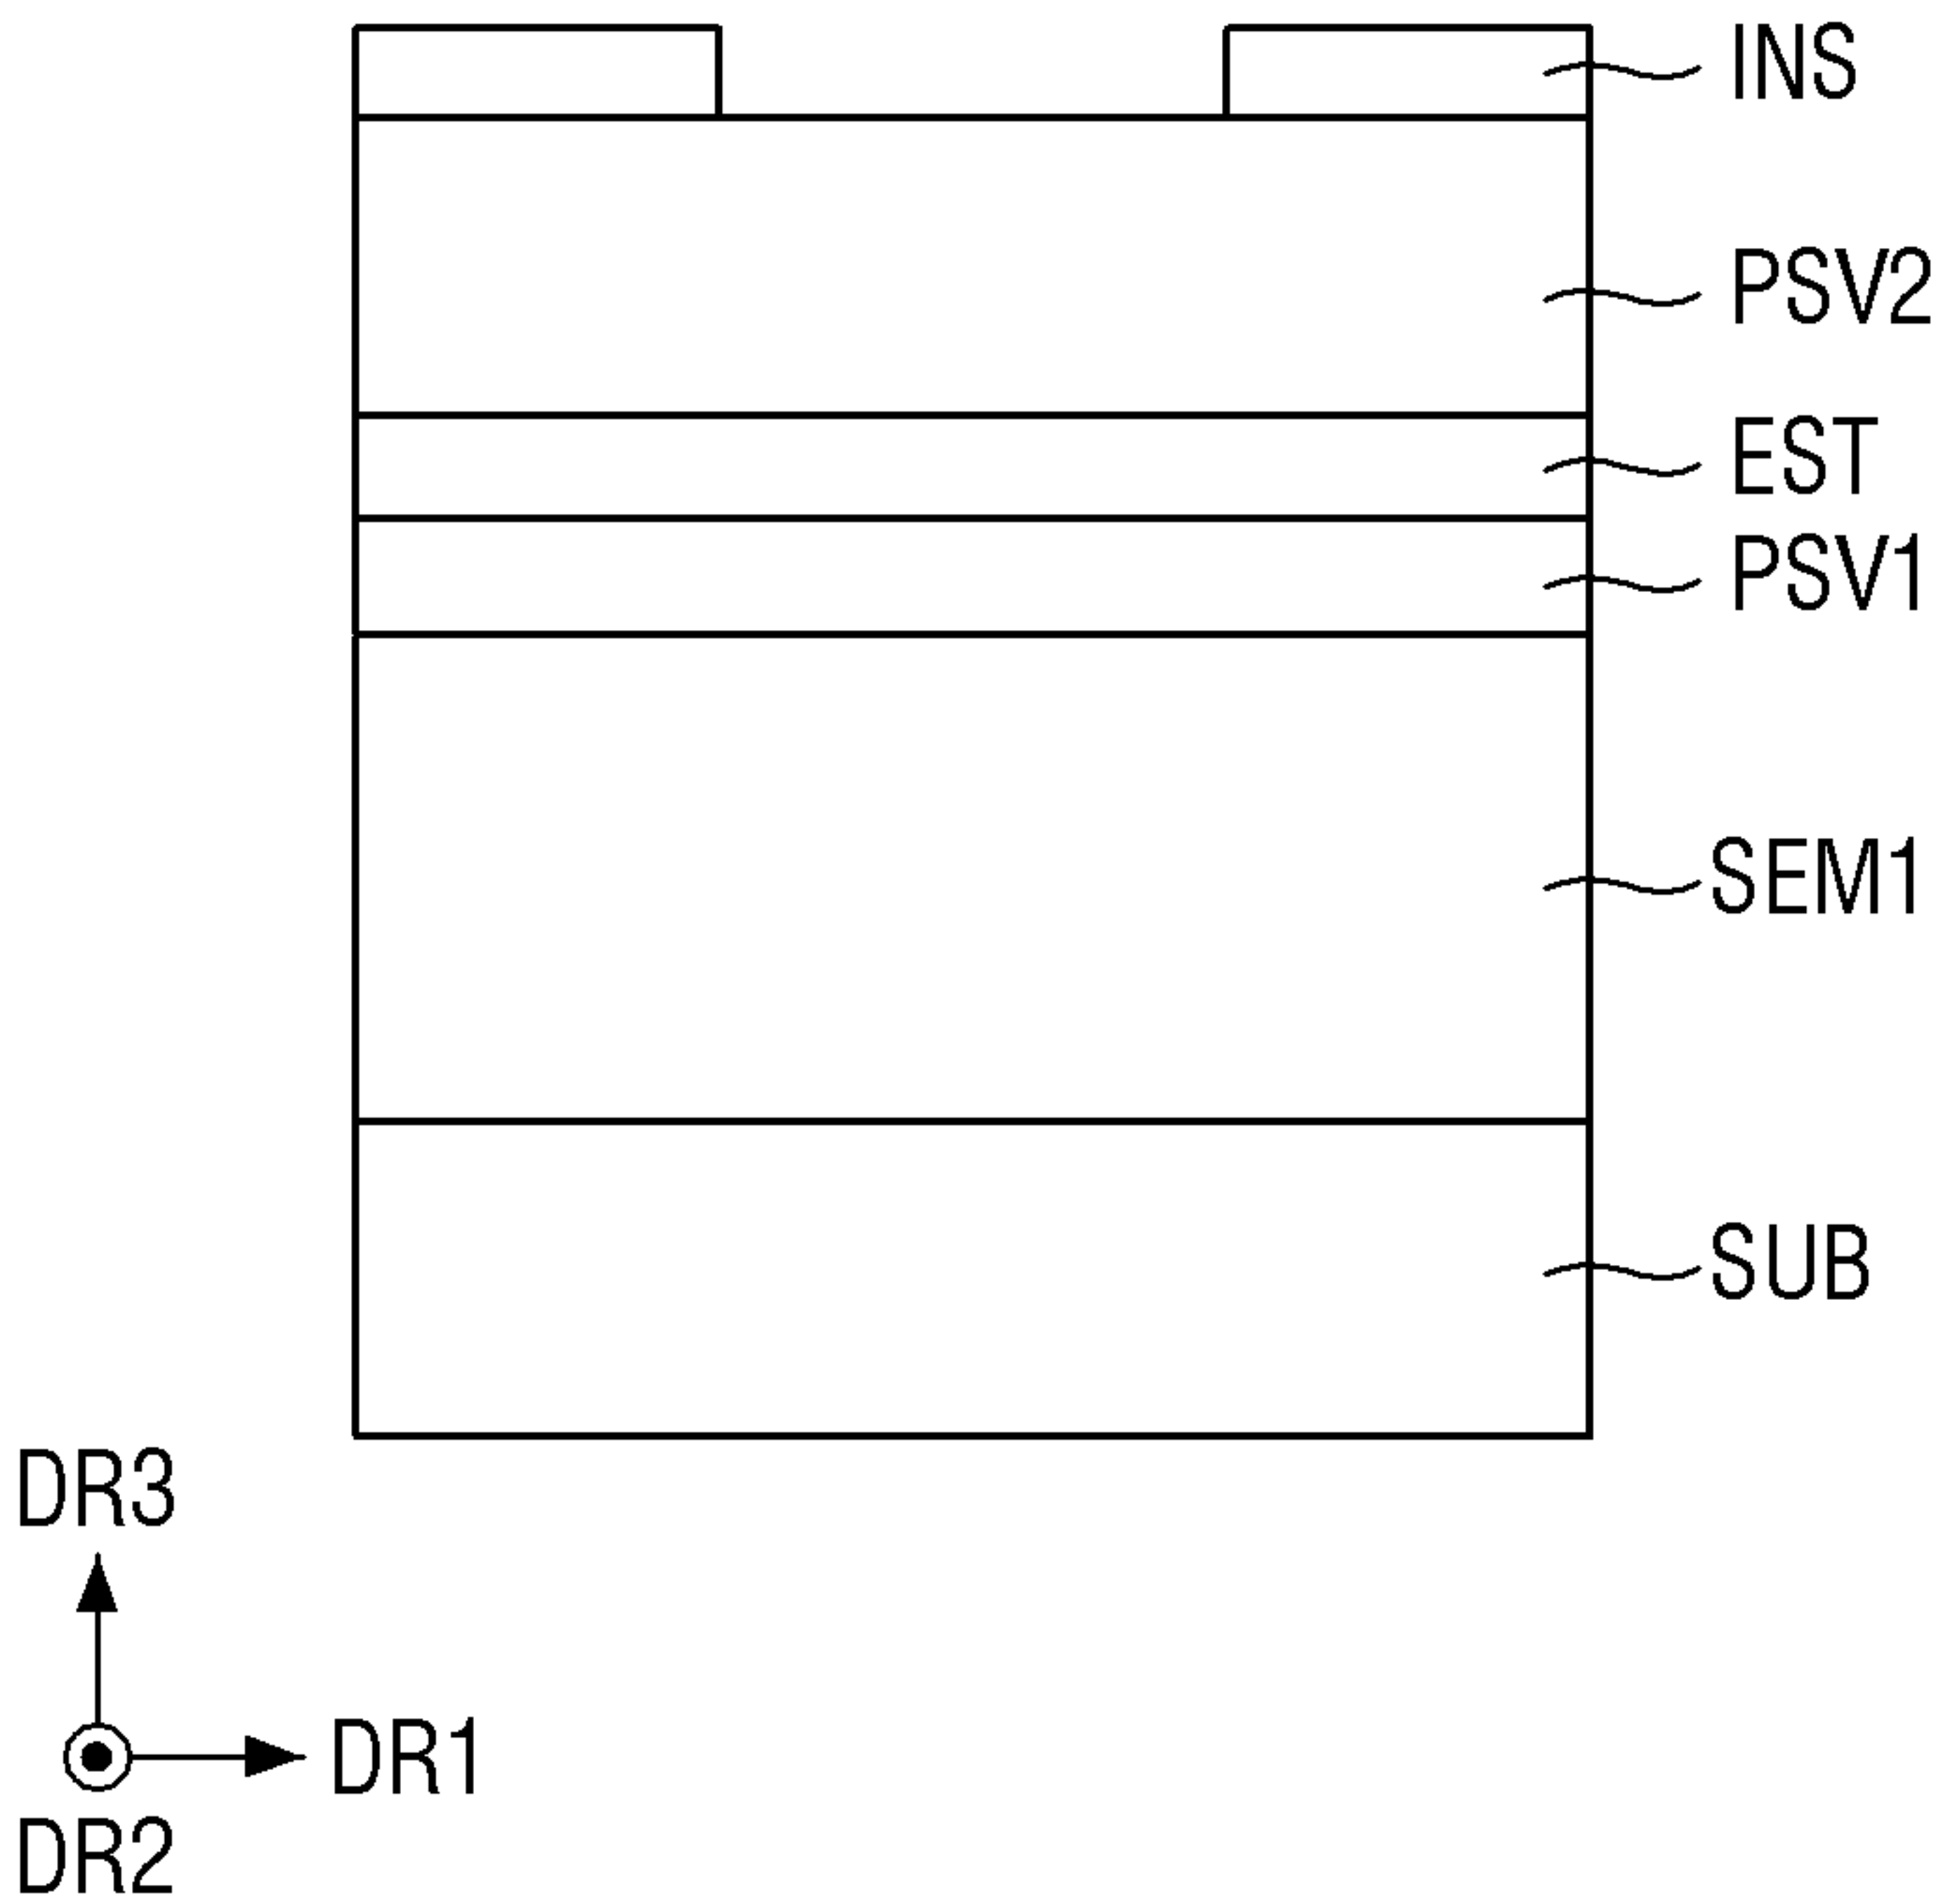 INS
PSV2
EST
PSV1
SEM1
SUB
DR3
DR1
DR2